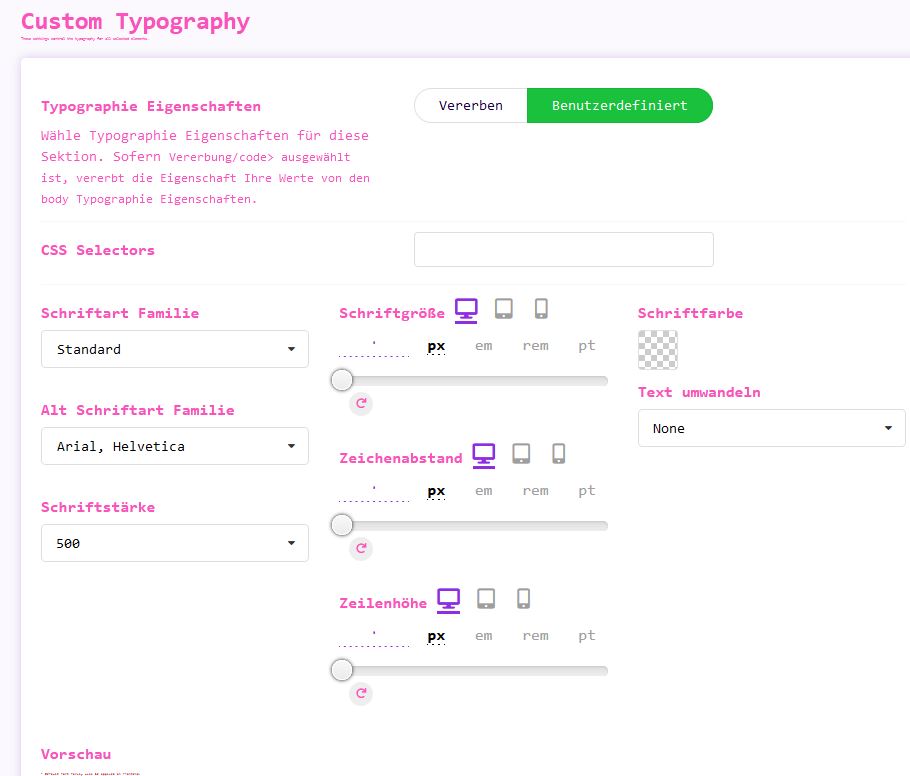 Custom Typography
These settings control the typography for all selected elements.
Typographie Eigenschaften
Vererben
Benutzerdefiniert
Wähle Typographie Eigenschaften für diese
Sektion. Sofern Vererbung/code> ausgewählt
ist, vererbt die Eigenschaft Ihre Werte von den
body Typographie Eigenschaften.
CSS Selectors
Schriftart Familie
Standard
Alt Schriftart Familie
Arial, Helvetica
Schriftstärke
500
Schriftgröße
px em rem pt
Zeichenabstand
px em rem pt
Zeilenhöhe
px em rem pt
Schriftfarbe
Text umwandeln
None
Vorschau